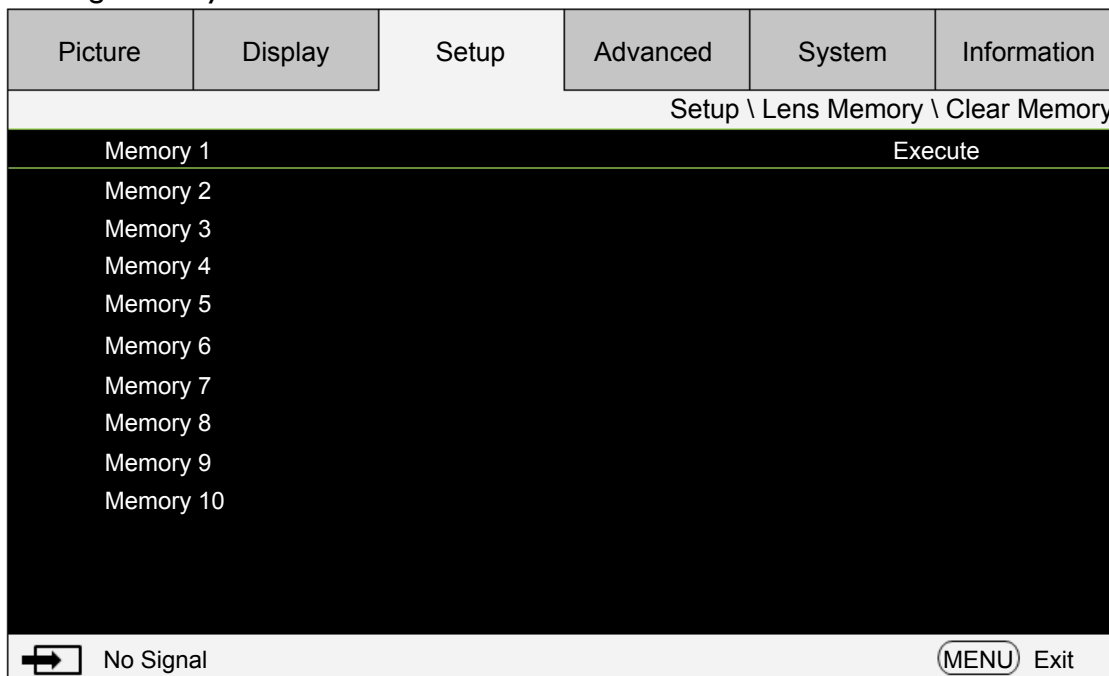 Picture Display Setup Advanced System Information
Setup \ Lens Memory \ Clear Memory
Memory 1 Execute
Memory 2
Memory 3
Memory 4
Memory 5
Memory 6
Memory 7
Memory 8
Memory 9
Memory 10
No Signal MENU Exit